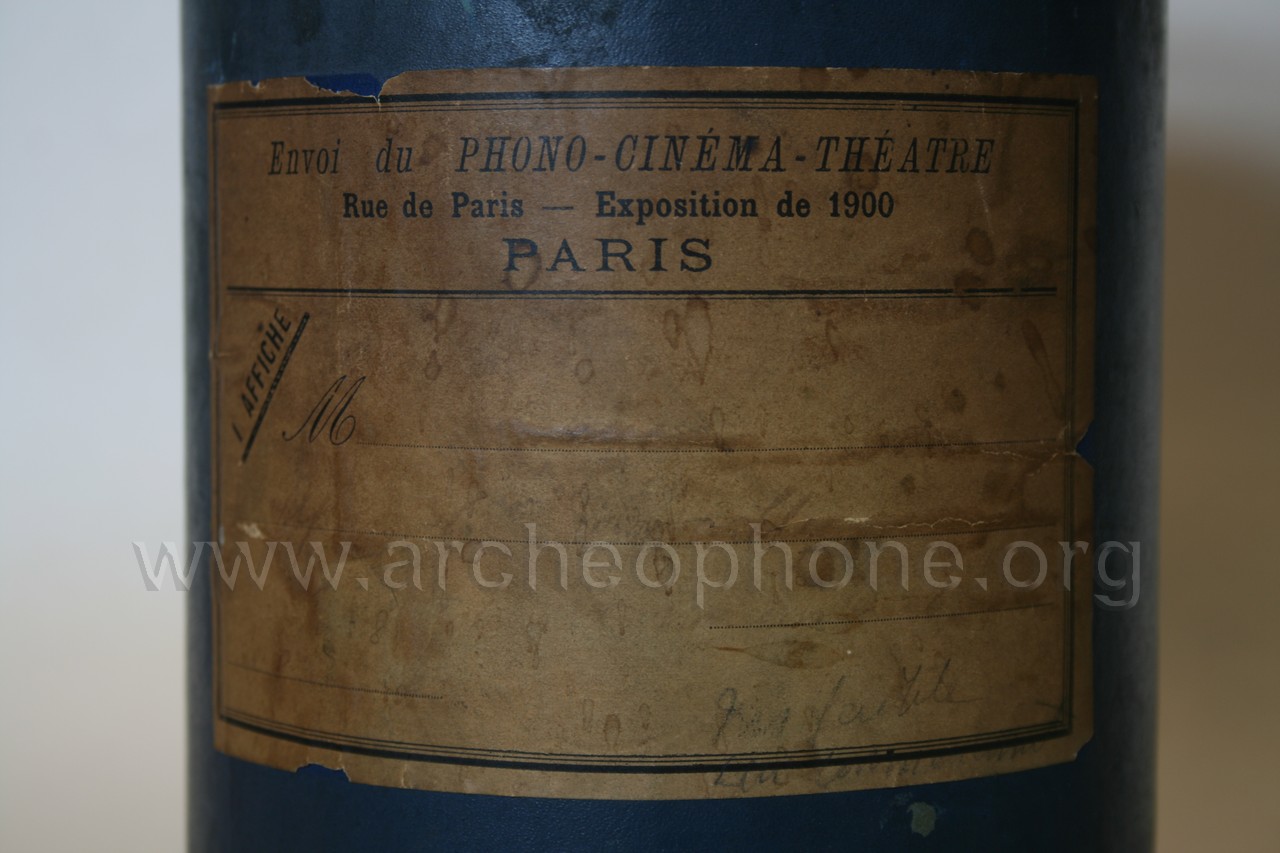 Envoi du PHONO-CINÉMA-THÉATRE
Rue de Paris — Exposition de 1900
PARIS
1 AFFICHE
M
www.archeophone.org